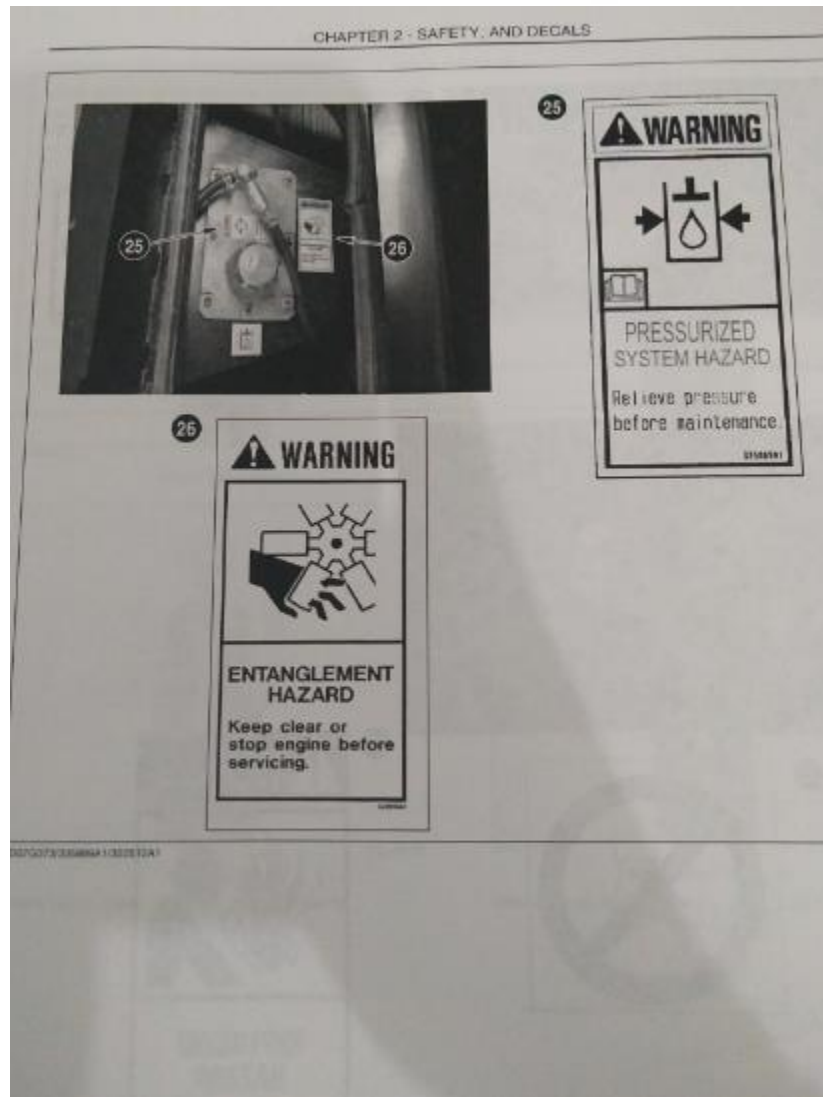 CHAPTER 2 - SAFETY, AND DECALS
25
26
25
WARNING
PRESSURIZED
SYSTEM HAZARD
Relieve pressure
before maintenance.
26
WARNING
ENTANGLEMENT
HAZARD
Keep clear or
stop engine before
servicing.